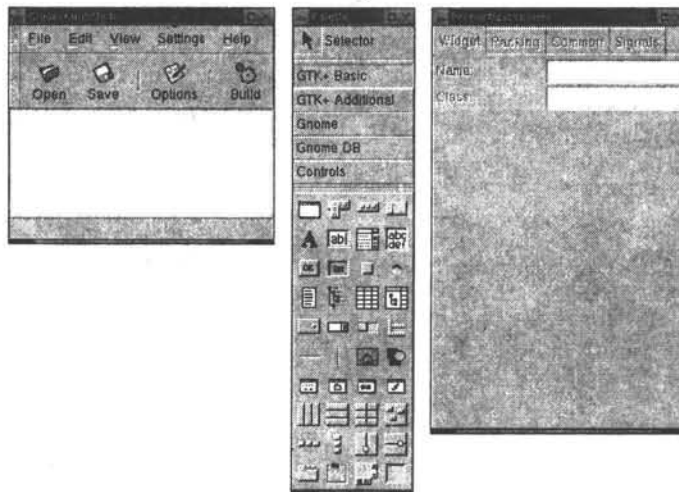 File Edit View Settings Help
Open Save Options Build
Selector
GTK+ Basic
GTK+ Additional
Gnome
Gnome DB
Controls
Widget Packing Common Signals
Name:
Class: